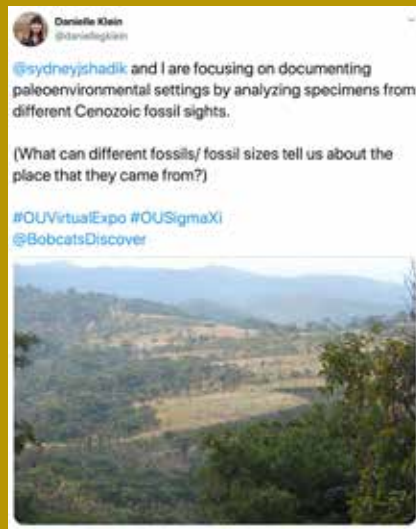 Danielle Klein
@daniellegklein
@sydneyjshadik and I are focusing on documenting
paleoenvironmental settings by analyzing specimens from
different Cenozoic fossil sights.
(What can different fossils/ fossil sizes tell us about the
place that they came from?)
#OUVirtualExpo #OUSigmaXi
@BobcatsDiscover